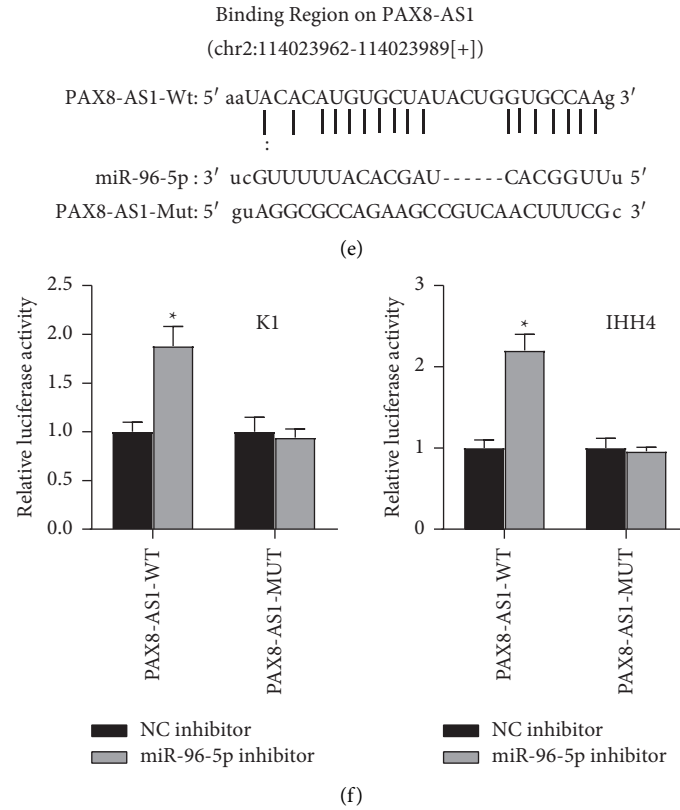 Binding Region on PAX8-AS1
(chr2:114023962-114023989[+])
PAX8-AS1-Wt: 5′ aaUACACAUGUGCUAUACUGGUGCCAAg 3′
:
miR-96-5p : 3′ ucGUUUUUACACGAU------CACGGUUu 5′
PAX8-AS1-Mut: 5′ guAGGCGCCAGAAGCCGUCAACUUUCGc 3′
(e)
Relative luciferase activity
2.5
2.0
1.5
1.0
0.5
0.0
*
K1
PAX8-AS1-WT
PAX8-AS1-MUT
NC inhibitor
miR-96-5p inhibitor
Relative luciferase activity
3
2
1
0
*
IHH4
PAX8-AS1-WT
PAX8-AS1-MUT
NC inhibitor
miR-96-5p inhibitor
(f)